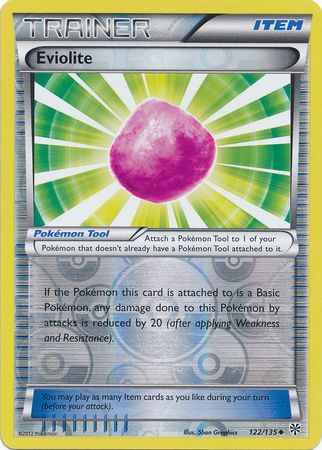 TRAINER
ITEM
Eviolite
Pokémon Tool
Attach a Pokémon Tool to 1 of your
Pokémon that doesn't already have a Pokémon Tool attached to it.
If the Pokémon this card is attached to is a Basic
Pokémon, any damage done to this Pokémon by
attacks is reduced by 20 (after applying Weakness
and Resistance).
You may play as many Item cards as you like during your turn
(before your attack).
©2012 Pokémon
Illus. 5ban Graphics
122/135